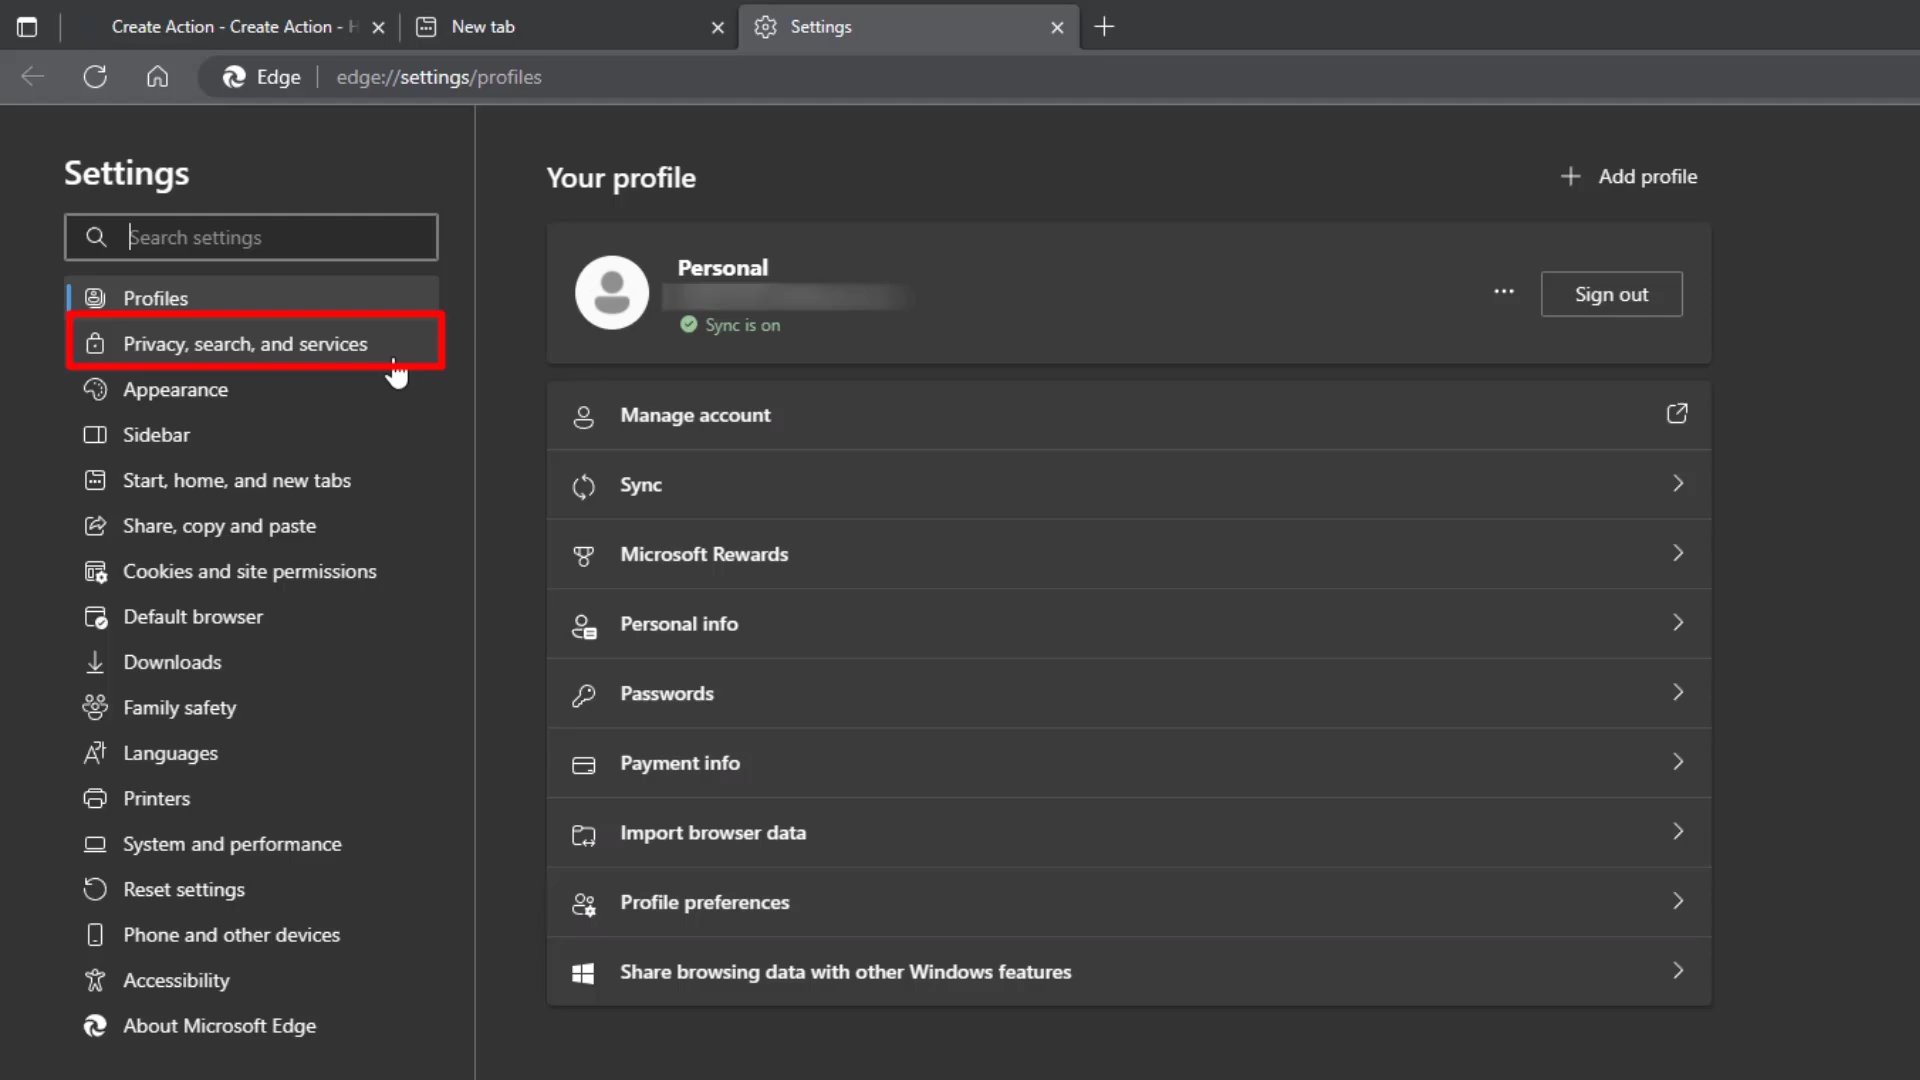 Create Action - Create Action - H
New tab
Settings
Edge
edge://settings/profiles
Settings
Search settings
Profiles
Privacy, search, and services
Appearance
Sidebar
Start, home, and new tabs
Share, copy and paste
Cookies and site permissions
Default browser
Downloads
Family safety
Languages
Printers
System and performance
Reset settings
Phone and other devices
Accessibility
About Microsoft Edge
Your profile
Add profile
Personal
Sync is on
Sign out
Manage account
Sync
Microsoft Rewards
Personal info
Passwords
Payment info
Import browser data
Profile preferences
Share browsing data with other Windows features